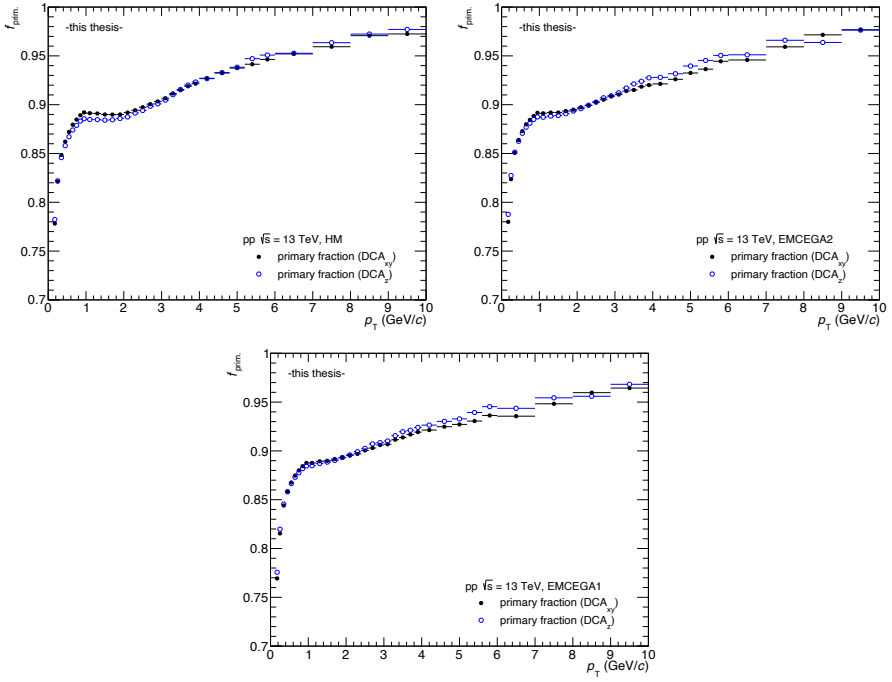 f_prim.
1
0.95
0.9
0.85
0.8
0.75
0.7
-this thesis-
pp √s = 13 TeV, HM
primary fraction (DCA_xy)
primary fraction (DCA_z)
0 1 2 3 4 5 6 7 8 9 10
p_T (GeV/c)
f_prim.
1
0.95
0.9
0.85
0.8
0.75
0.7
-this thesis-
pp √s = 13 TeV, EMCEGA2
primary fraction (DCA_xy)
primary fraction (DCA_z)
0 1 2 3 4 5 6 7 8 9 10
p_T (GeV/c)
f_prim.
1
0.95
0.9
0.85
0.8
0.75
0.7
-this thesis-
pp √s = 13 TeV, EMCEGA1
primary fraction (DCA_xy)
primary fraction (DCA_z)
0 1 2 3 4 5 6 7 8 9 10
p_T (GeV/c)